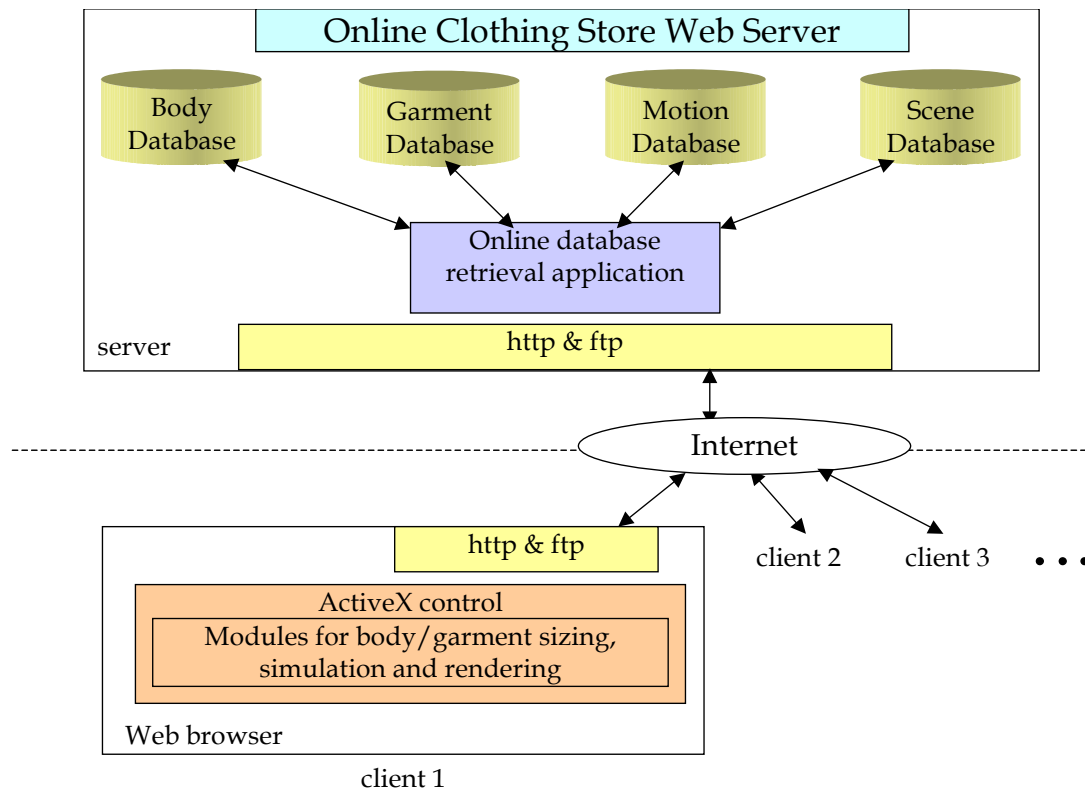 Online Clothing Store Web Server
Body
Database
Garment
Database
Motion
Database
Scene
Database
Online database
retrieval application
server
http & ftp
Internet
http & ftp
client 2
client 3
• • •
ActiveX control
Modules for body/garment sizing,
simulation and rendering
Web browser
client 1